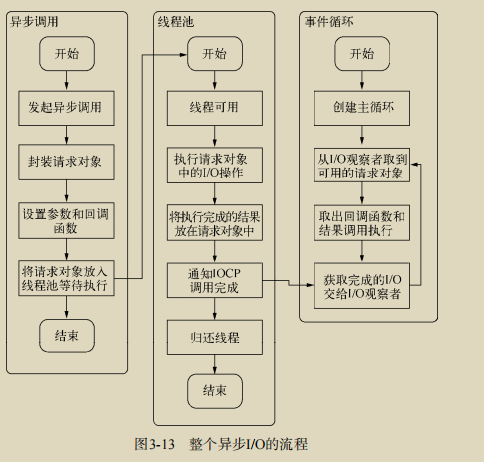 异步调用
开始
发起异步调用
封装请求对象
设置参数和回调
函数
将请求对象放入
线程池等待执行
结束
线程池
开始
线程可用
执行请求对象
中的I/O操作
将执行完成的结果
放在请求对象中
通知IOCP
调用完成
归还线程
结束
事件循环
开始
创建主循环
从I/O观察者取到
可用的请求对象
取出回调函数和
结果调用执行
获取完成的I/O
交给I/O观察者
图3-13 整个异步I/O的流程